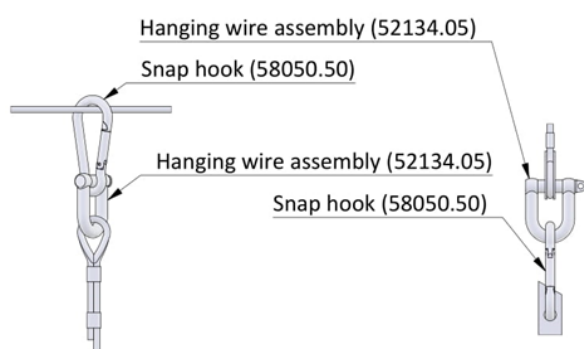 Hanging wire assembly (52134.05)
Snap hook (58050.50)
Hanging wire assembly (52134.05)
Snap hook (58050.50)